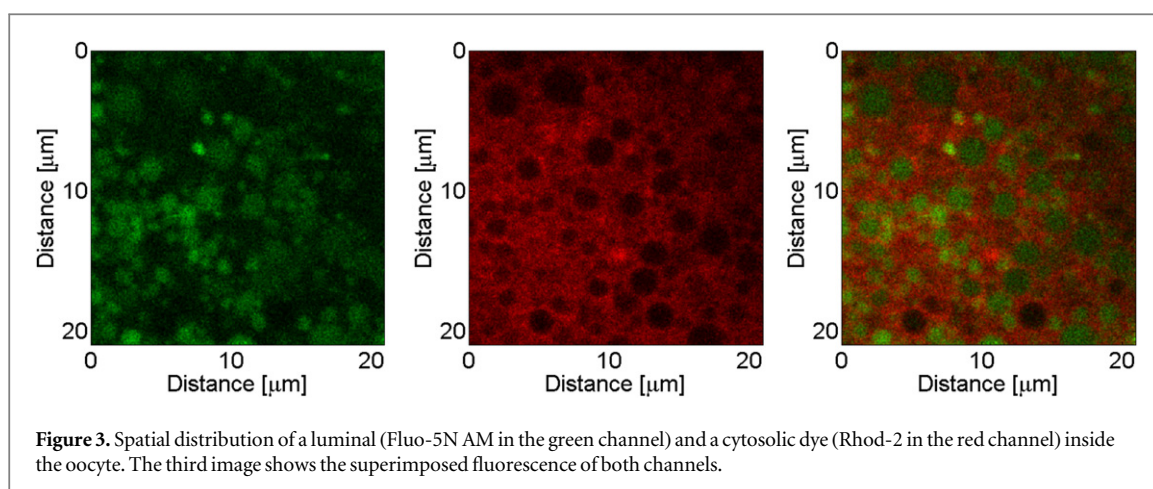 0
10
20
Distance [μm]
0
10
20
Distance [μm]
0
10
20
Distance [μm]
0
10
20
Distance [μm]
0
10
20
Distance [μm]
0
10
20
Distance [μm]
Figure 3. Spatial distribution of a luminal (Fluo-5N AM in the green channel) and a cytosolic dye (Rhod-2 in the red channel) inside
the oocyte. The third image shows the superimposed fluorescence of both channels.